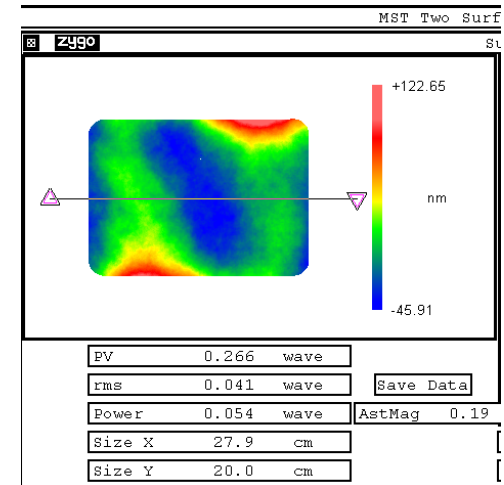 MST Two Surf
zygo Su
+122.65
nm
-45.91
PV 0.266 wave
rms 0.041 wave Save Data
Power 0.054 wave AstMag 0.19
Size X 27.9 cm
Size Y 20.0 cm